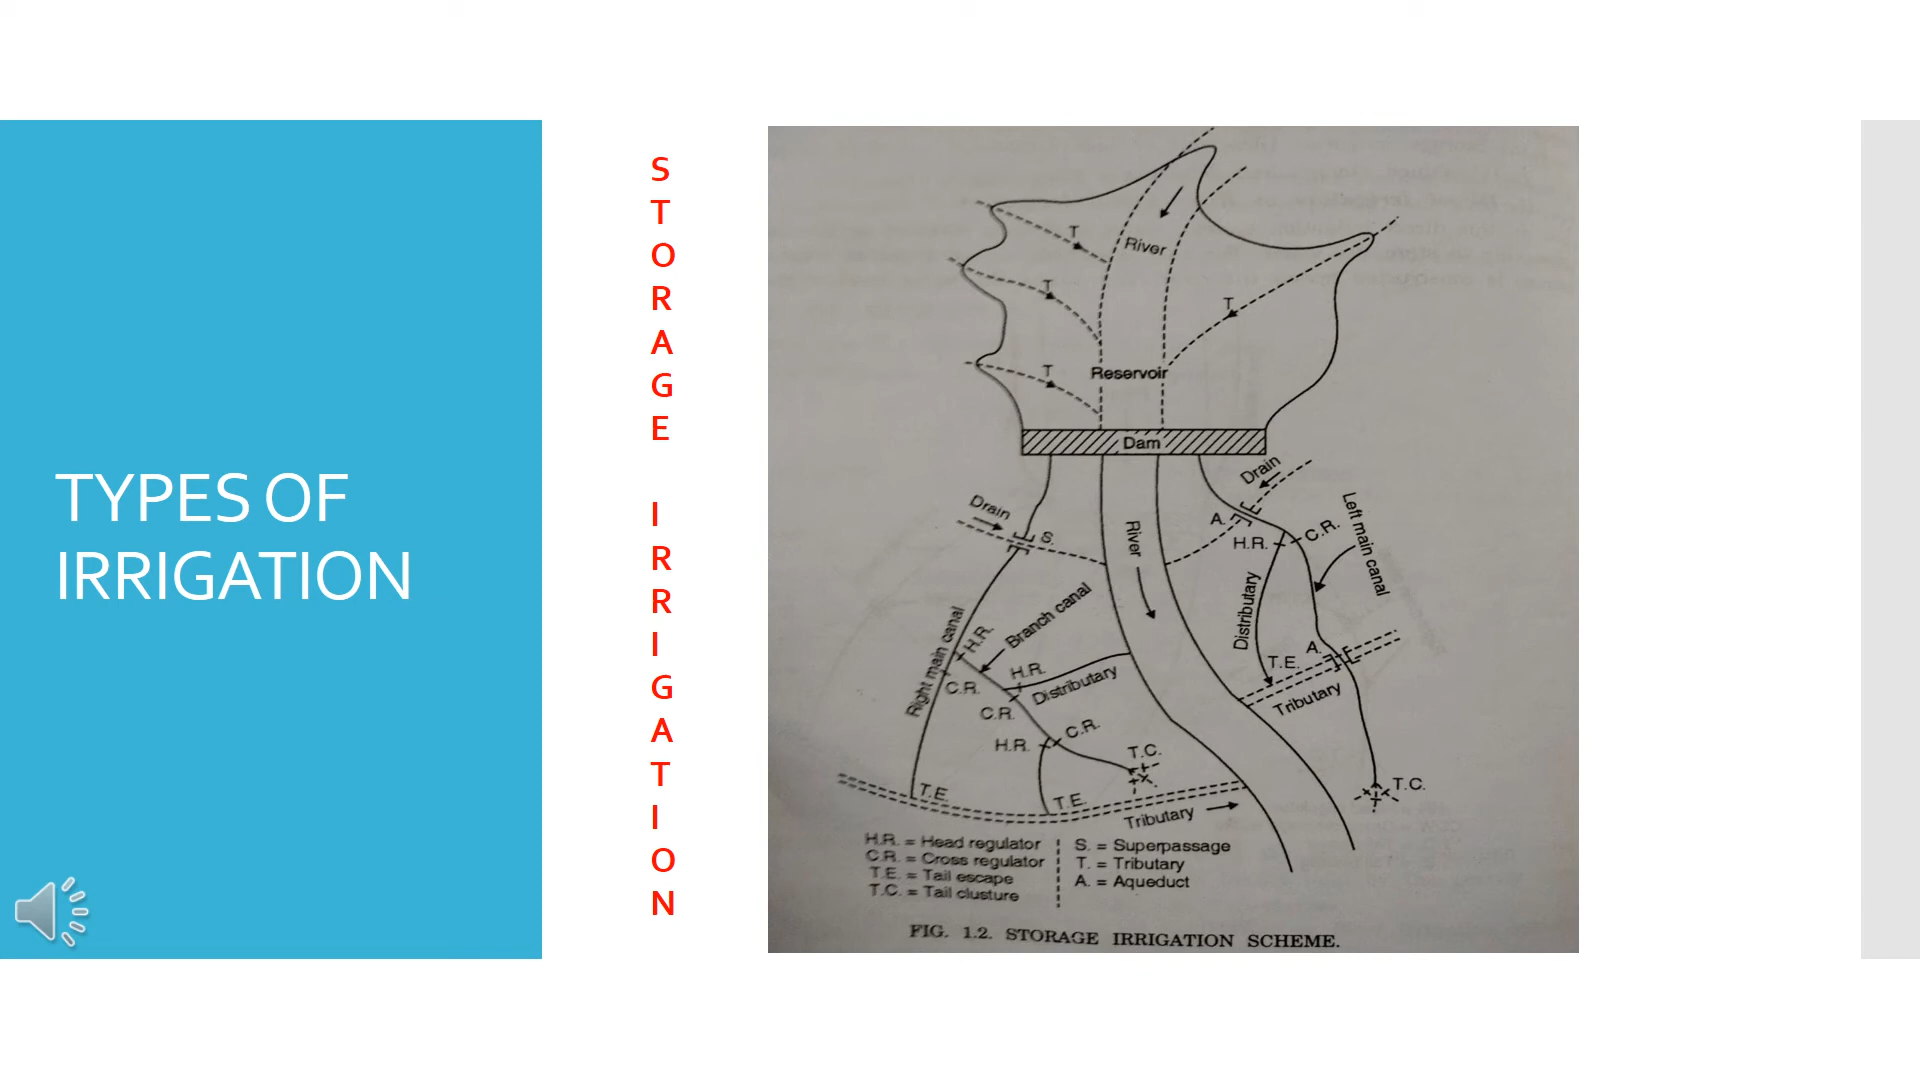 TYPES OF
IRRIGATION
STORAGE IRRIGATION
T
River
T
T
T
Reservoir
Dam
Drain
Drain
S.
A.
H.R.
C.R.
Left main canal
River
Distributary
Branch canal
H.R.
Right main canal
C.R.
H.R.
Distributary
C.R.
H.R.
C.R.
T.C.
T.E.
A.
Tributary
T.E.
T.E.
Tributary
T.C.
H.R. = Head regulator
C.R. = Cross regulator
T.E. = Tail escape
T.C. = Tail clusture
S. = Superpassage
T. = Tributary
A. = Aqueduct
FIG. 1.2. STORAGE IRRIGATION SCHEME.